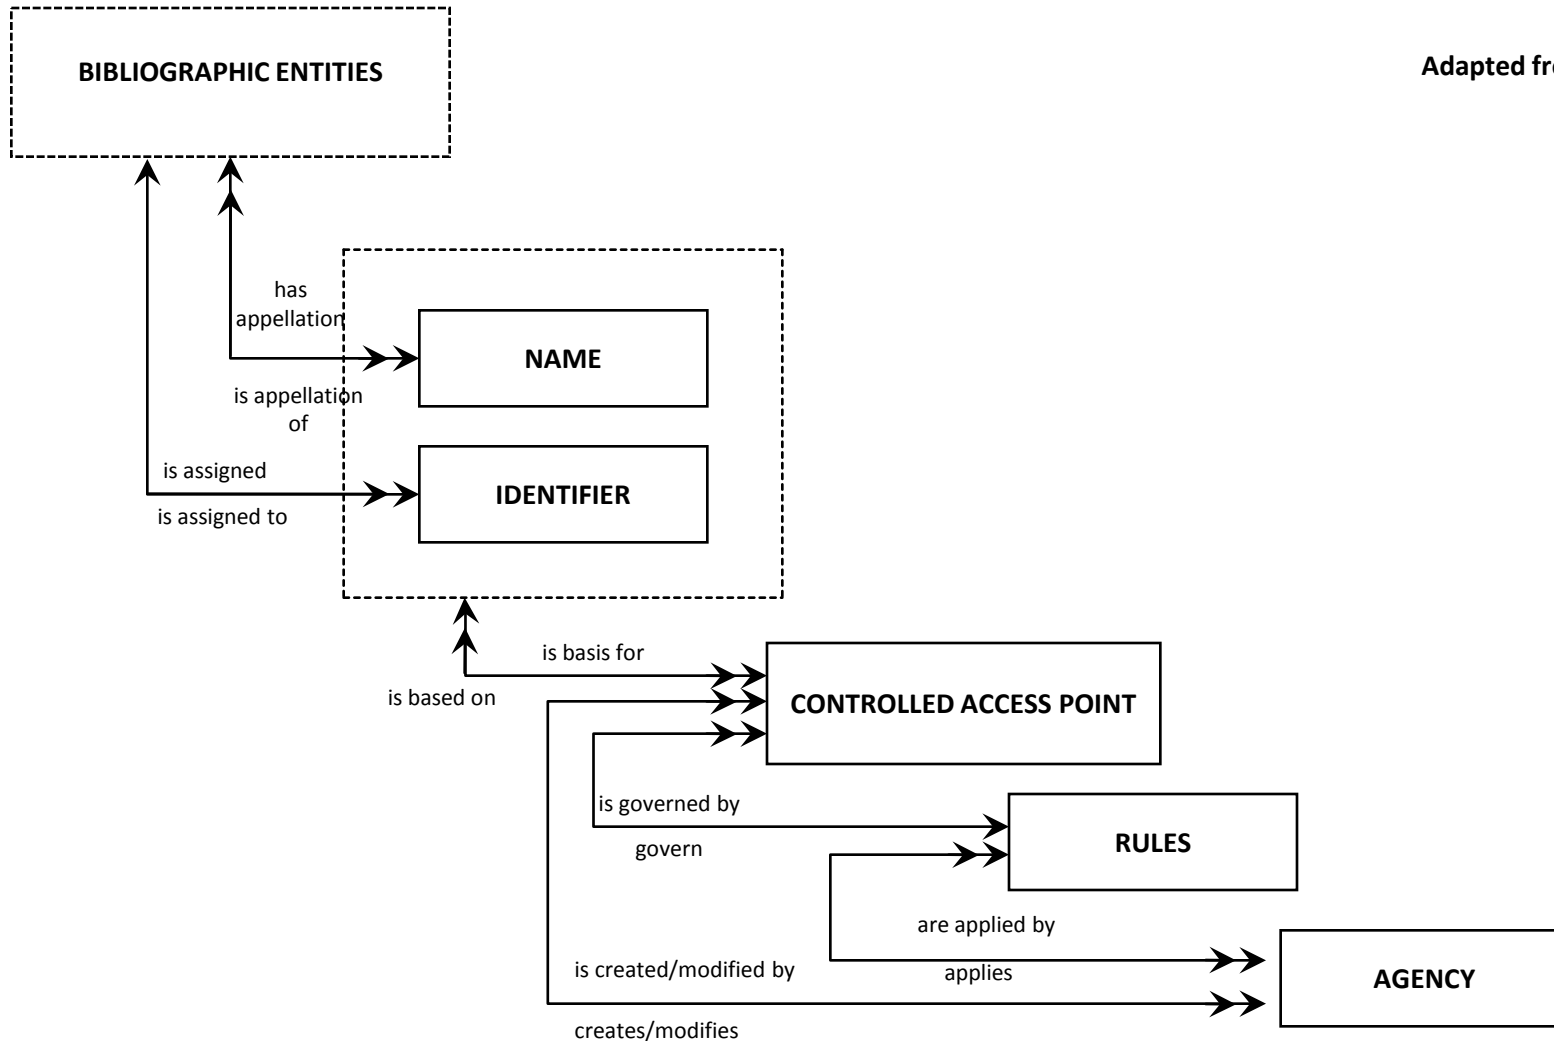 BIBLIOGRAPHIC ENTITIES
Adapted
has
appellation
NAME
is appellation
of
is assigned
IDENTIFIER
is assigned to
is basis for
is based on
CONTROLLED ACCESS POINT
is governed by
govern
RULES
are applied by
is created/modified by
applies
AGENCY
creates/modifies